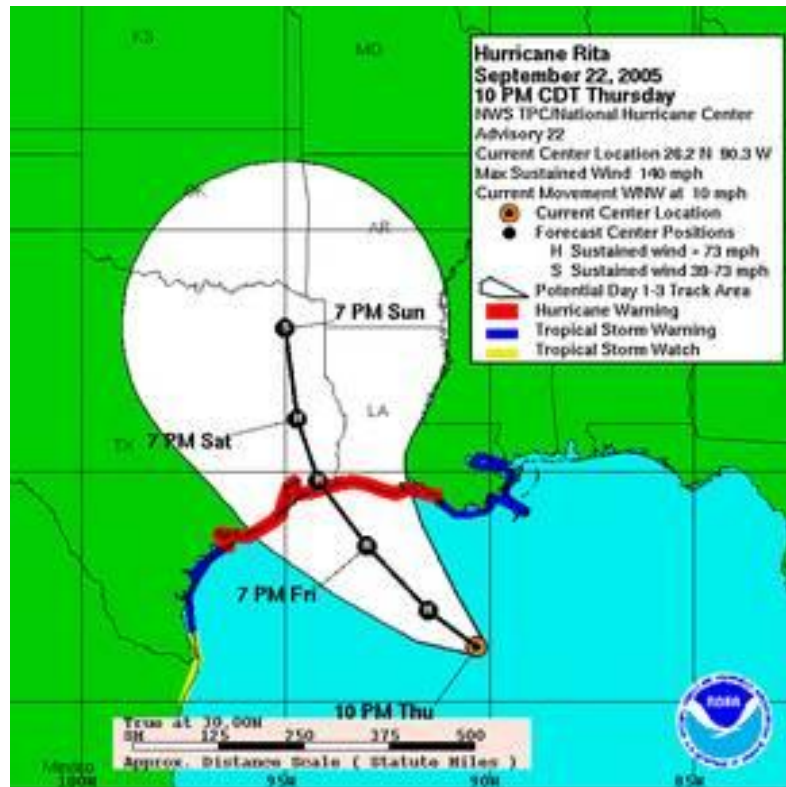 KS
MO
Hurricane Rita
September 22, 2005
10 PM CDT Thursday
NWS TPC/National Hurricane Center
Advisory 22
Current Center Location 26.2 N 90.3 W
Max Sustained Wind 140 mph
Current Movement WNW at 10 mph
Current Center Location
Forecast Center Positions
H Sustained wind > 73 mph
S Sustained wind 39-73 mph
Potential Day 1-3 Track Area
Hurricane Warning
Tropical Storm Warning
Tropical Storm Watch
OK
AR
7 PM Sun
LA
TX
7 PM Sat
H
7 PM Fri
H
10 PM Thu
NOAA
True at 30.00N
SM 125 250 375 500
Approx. Distance Scale ( Statute Miles )
Mexico
100W 95W 90W 85W